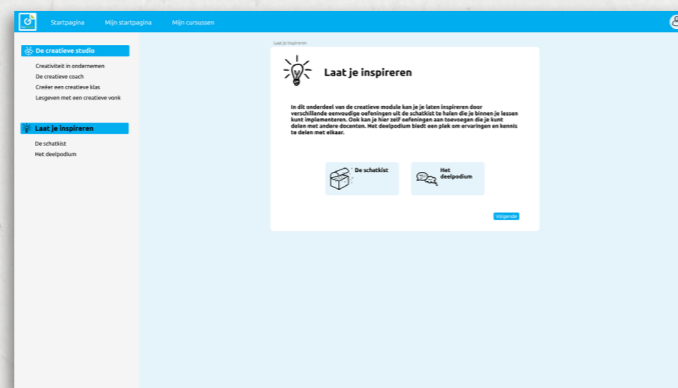 Startpagina Mijn startpagina Mijn cursussen
De creatieve studio
Creativiteit in ondernemen
De creatieve coach
Creëer een creatieve klas
Lesgeven met een creatieve vonk
Laat je inspireren
De schatkist
Het deelpodium
Laat je inspireren
Laat je inspireren
In dit onderdeel van de creatieve module kan je je laten inspireren door
verschillende eenvoudige oefeningen uit de schatkist te halen die je binnen je lessen
kunt implementeren. Ook kan je hier zelf oefeningen aan toevoegen die je kunt
delen met andere docenten. Het deelpodium biedt een plek om ervaringen en kennis
te delen met elkaar.
De schatkist
Het
deelpodium
Volgende